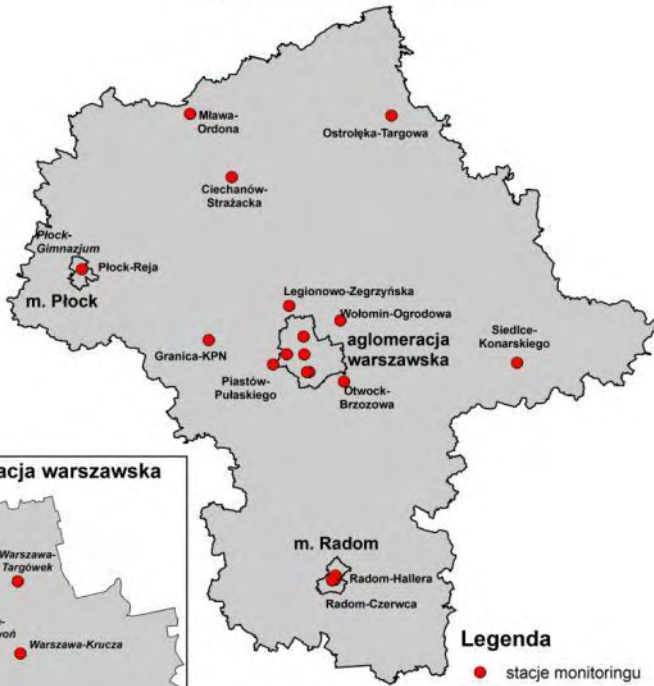 Mława-
Ordona
Ostrołęka-Targowa
Ciechanów-
Strażacka
Płock-
Gimnazjum
Płock-Reja
m. Płock
Legionowo-Zegrzyńska
Wołomin-Ogrodowa
aglomeracja
warszawska
Siedlce-
Konarskiego
Granica-KPN
Piastów-
Pułaskiego
Otwock-
Brzozowa
acja warszawska
Warszawa-
Targówek
Warszawa-Krucza
m. Radom
Radom-Hallera
Radom-Czerwca
Legenda
stacje monitoringu